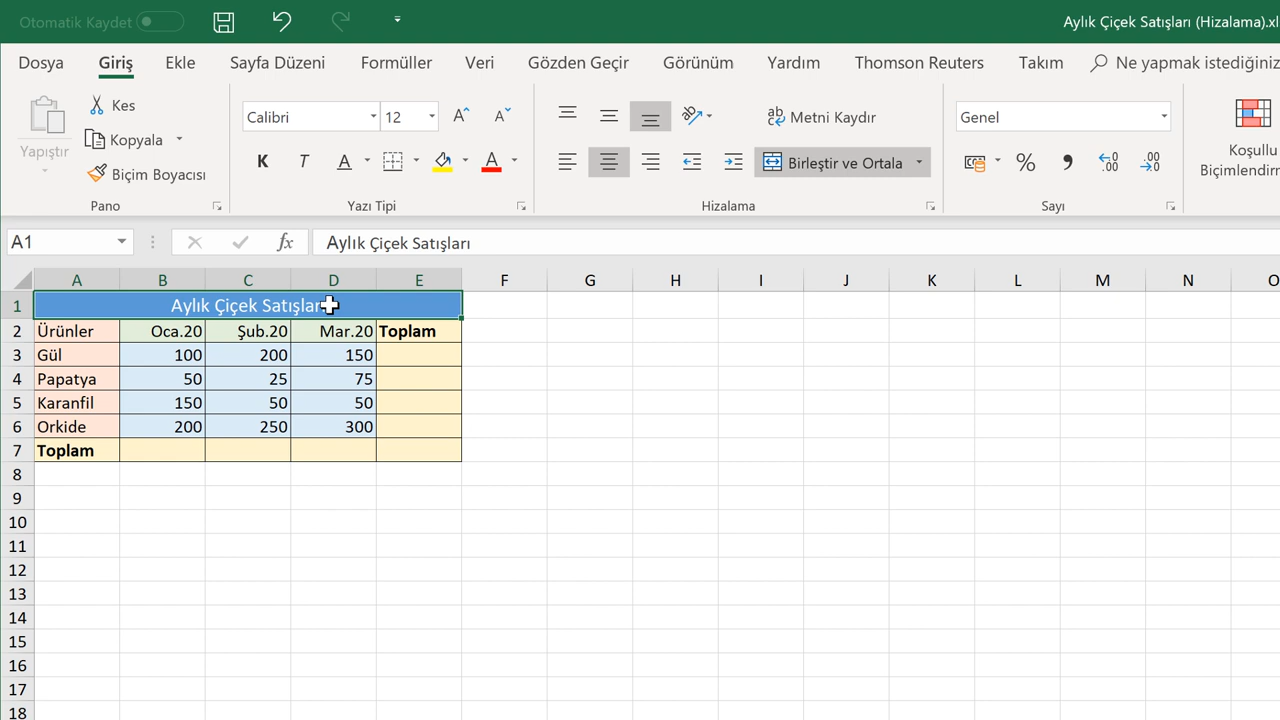 Otomatik Kaydet
Aylık Çiçek Satışları (Hizalama).xl
Dosya Giriş Ekle Sayfa Düzeni Formüller Veri Gözden Geçir Görünüm Yardım Thomson Reuters Takım Ne yapmak istediğiniz
Yapıştır
Kes
Kopyala
Biçim Boyacısı
Pano
Calibri 12
K T A A
Yazı Tipi
ab Metni Kaydır
Birleştir ve Ortala
Hizalama
Genel
%
Sayı
Koşullu
Biçimlendirm
A1 fx Aylık Çiçek Satışları
A B C D E F G H I J K L M N O
1 Aylık Çiçek Satışlar
2 Ürünler Oca.20 Şub.20 Mar.20 Toplam
3 Gül 100 200 150
4 Papatya 50 25 75
5 Karanfil 150 50 50
6 Orkide 200 250 300
7 Toplam
8
9
10
11
12
13
14
15
16
17
18